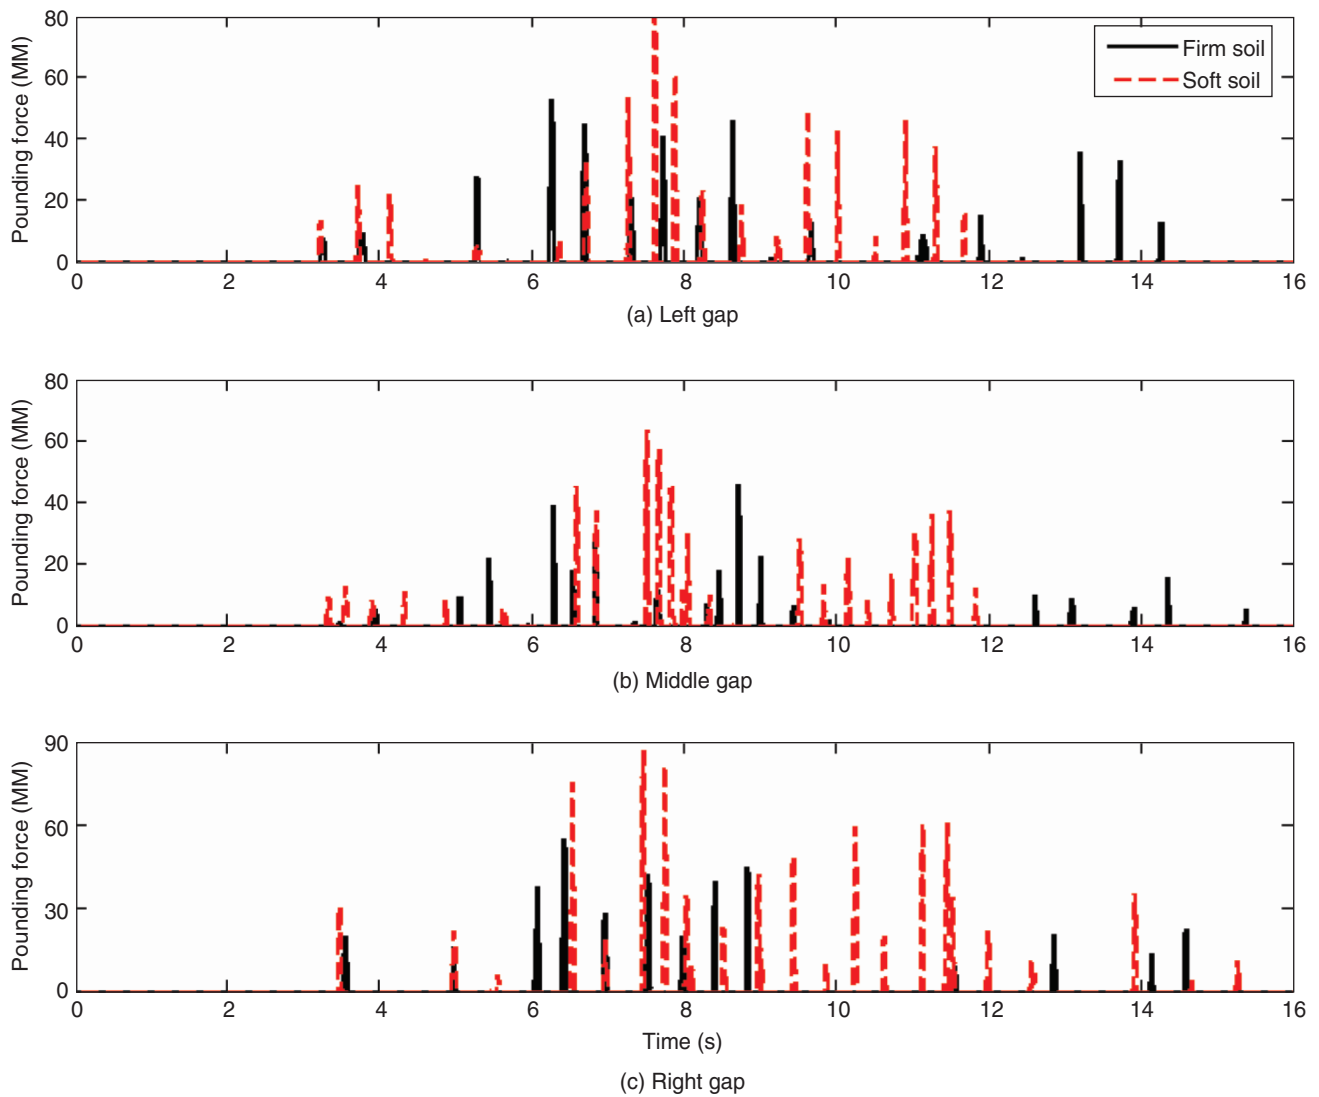 80
60
40
20
0
Pounding force (MM)
Firm soil
Soft soil
0 2 4 6 8 10 12 14 16
(a) Left gap
80
60
40
20
0
Pounding force (MM)
0 2 4 6 8 10 12 14 16
(b) Middle gap
90
60
30
0
Pounding force (MM)
0 2 4 6 8 10 12 14 16
Time (s)
(c) Right gap